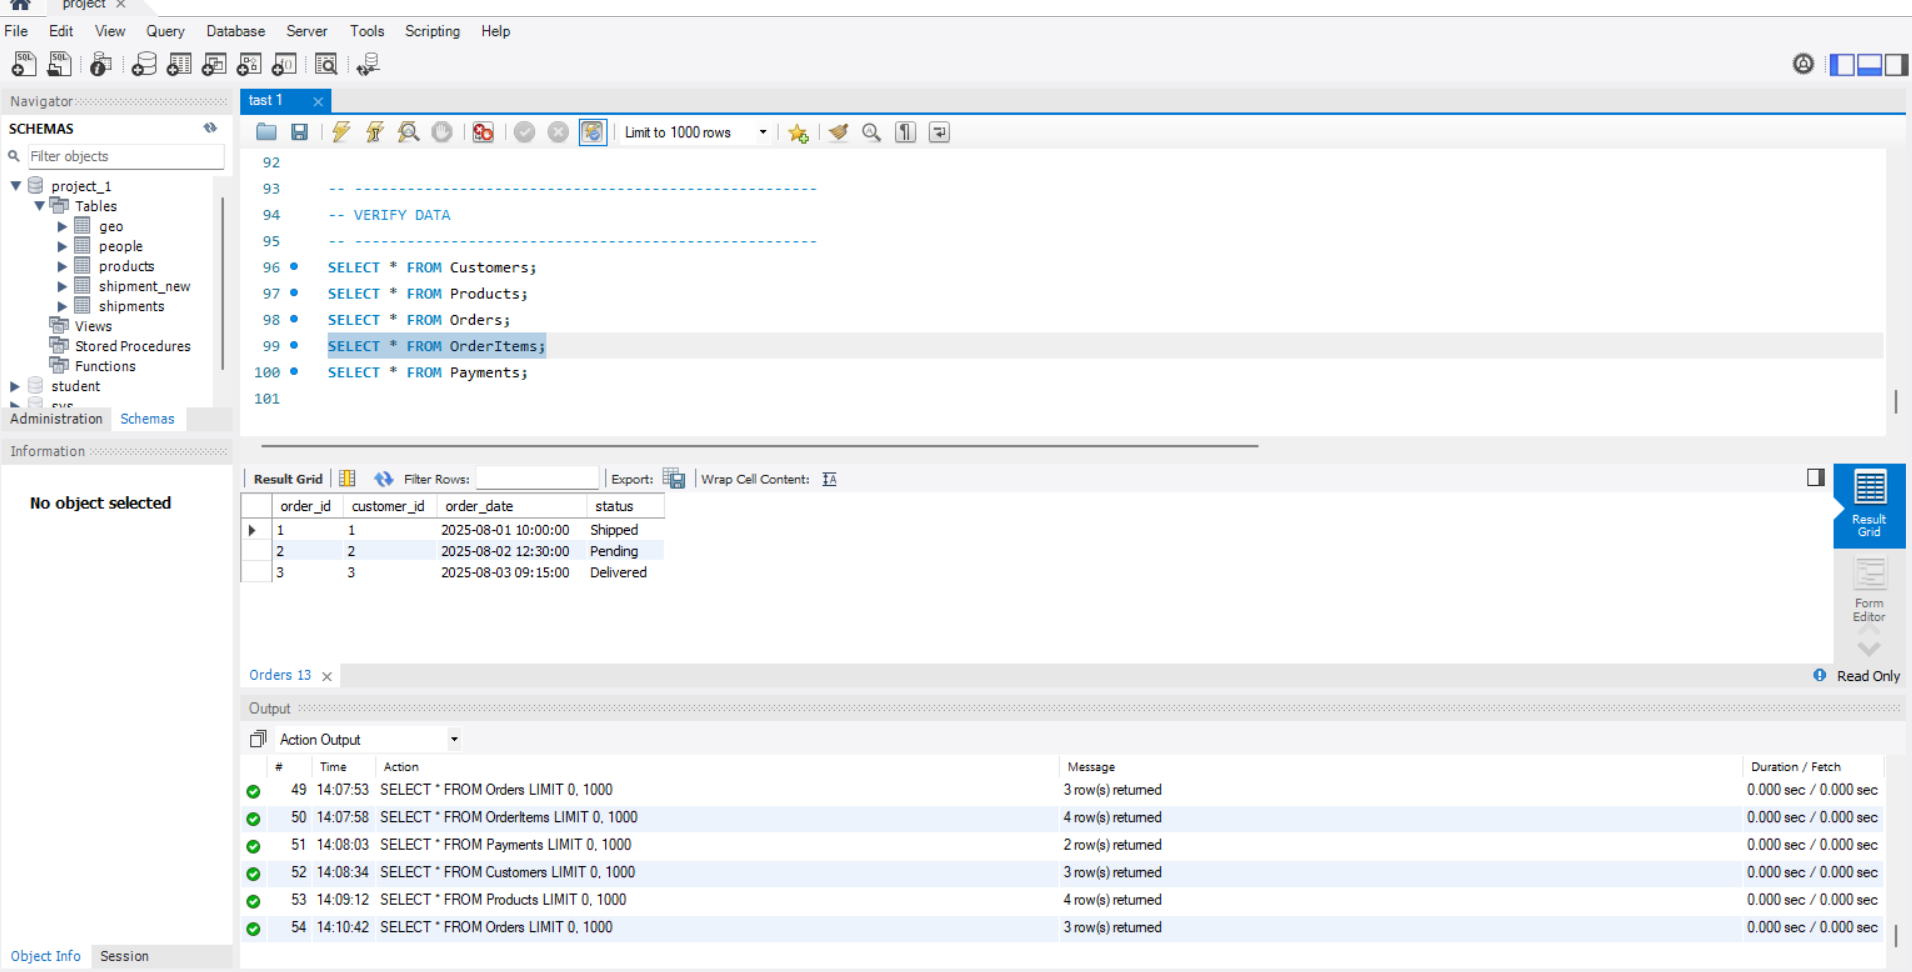 project ×
File Edit View Query Database Server Tools Scripting Help
Navigator
SCHEMAS
Filter objects
project_1
Tables
geo
people
products
shipment_new
shipments
Views
Stored Procedures
Functions
student
sys
Administration Schemas
Information
No object selected
Object Info Session
tast 1 ×
Limit to 1000 rows
92
93 -- -----------------------------------------------------
94 -- VERIFY DATA
95 -- -----------------------------------------------------
96 SELECT * FROM Customers;
97 SELECT * FROM Products;
98 SELECT * FROM Orders;
99 SELECT * FROM OrderItems;
100 SELECT * FROM Payments;
101
Result Grid Filter Rows: Export: Wrap Cell Content:
order_id customer_id order_date status
1 1 2025-08-01 10:00:00 Shipped
2 2 2025-08-02 12:30:00 Pending
3 3 2025-08-03 09:15:00 Delivered
Result
Grid
Form
Editor
Orders 13 × Read Only
Output
Action Output
# Time Action Message Duration / Fetch
49 14:07:53 SELECT * FROM Orders LIMIT 0, 1000 3 row(s) returned 0.000 sec / 0.000 sec
50 14:07:58 SELECT * FROM OrderItems LIMIT 0, 1000 4 row(s) returned 0.000 sec / 0.000 sec
51 14:08:03 SELECT * FROM Payments LIMIT 0, 1000 2 row(s) returned 0.000 sec / 0.000 sec
52 14:08:34 SELECT * FROM Customers LIMIT 0, 1000 3 row(s) returned 0.000 sec / 0.000 sec
53 14:09:12 SELECT * FROM Products LIMIT 0, 1000 4 row(s) returned 0.000 sec / 0.000 sec
54 14:10:42 SELECT * FROM Orders LIMIT 0, 1000 3 row(s) returned 0.000 sec / 0.000 sec